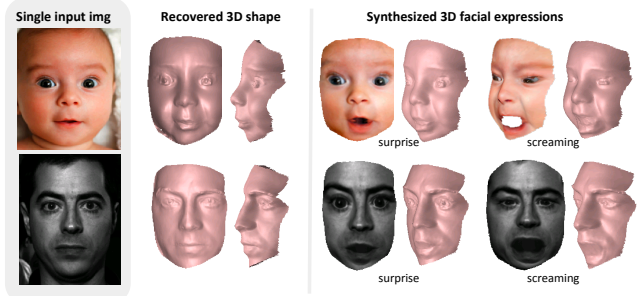 Single input img
Recovered 3D shape
Synthesized 3D facial expressions
surprise
screaming
surprise
screaming